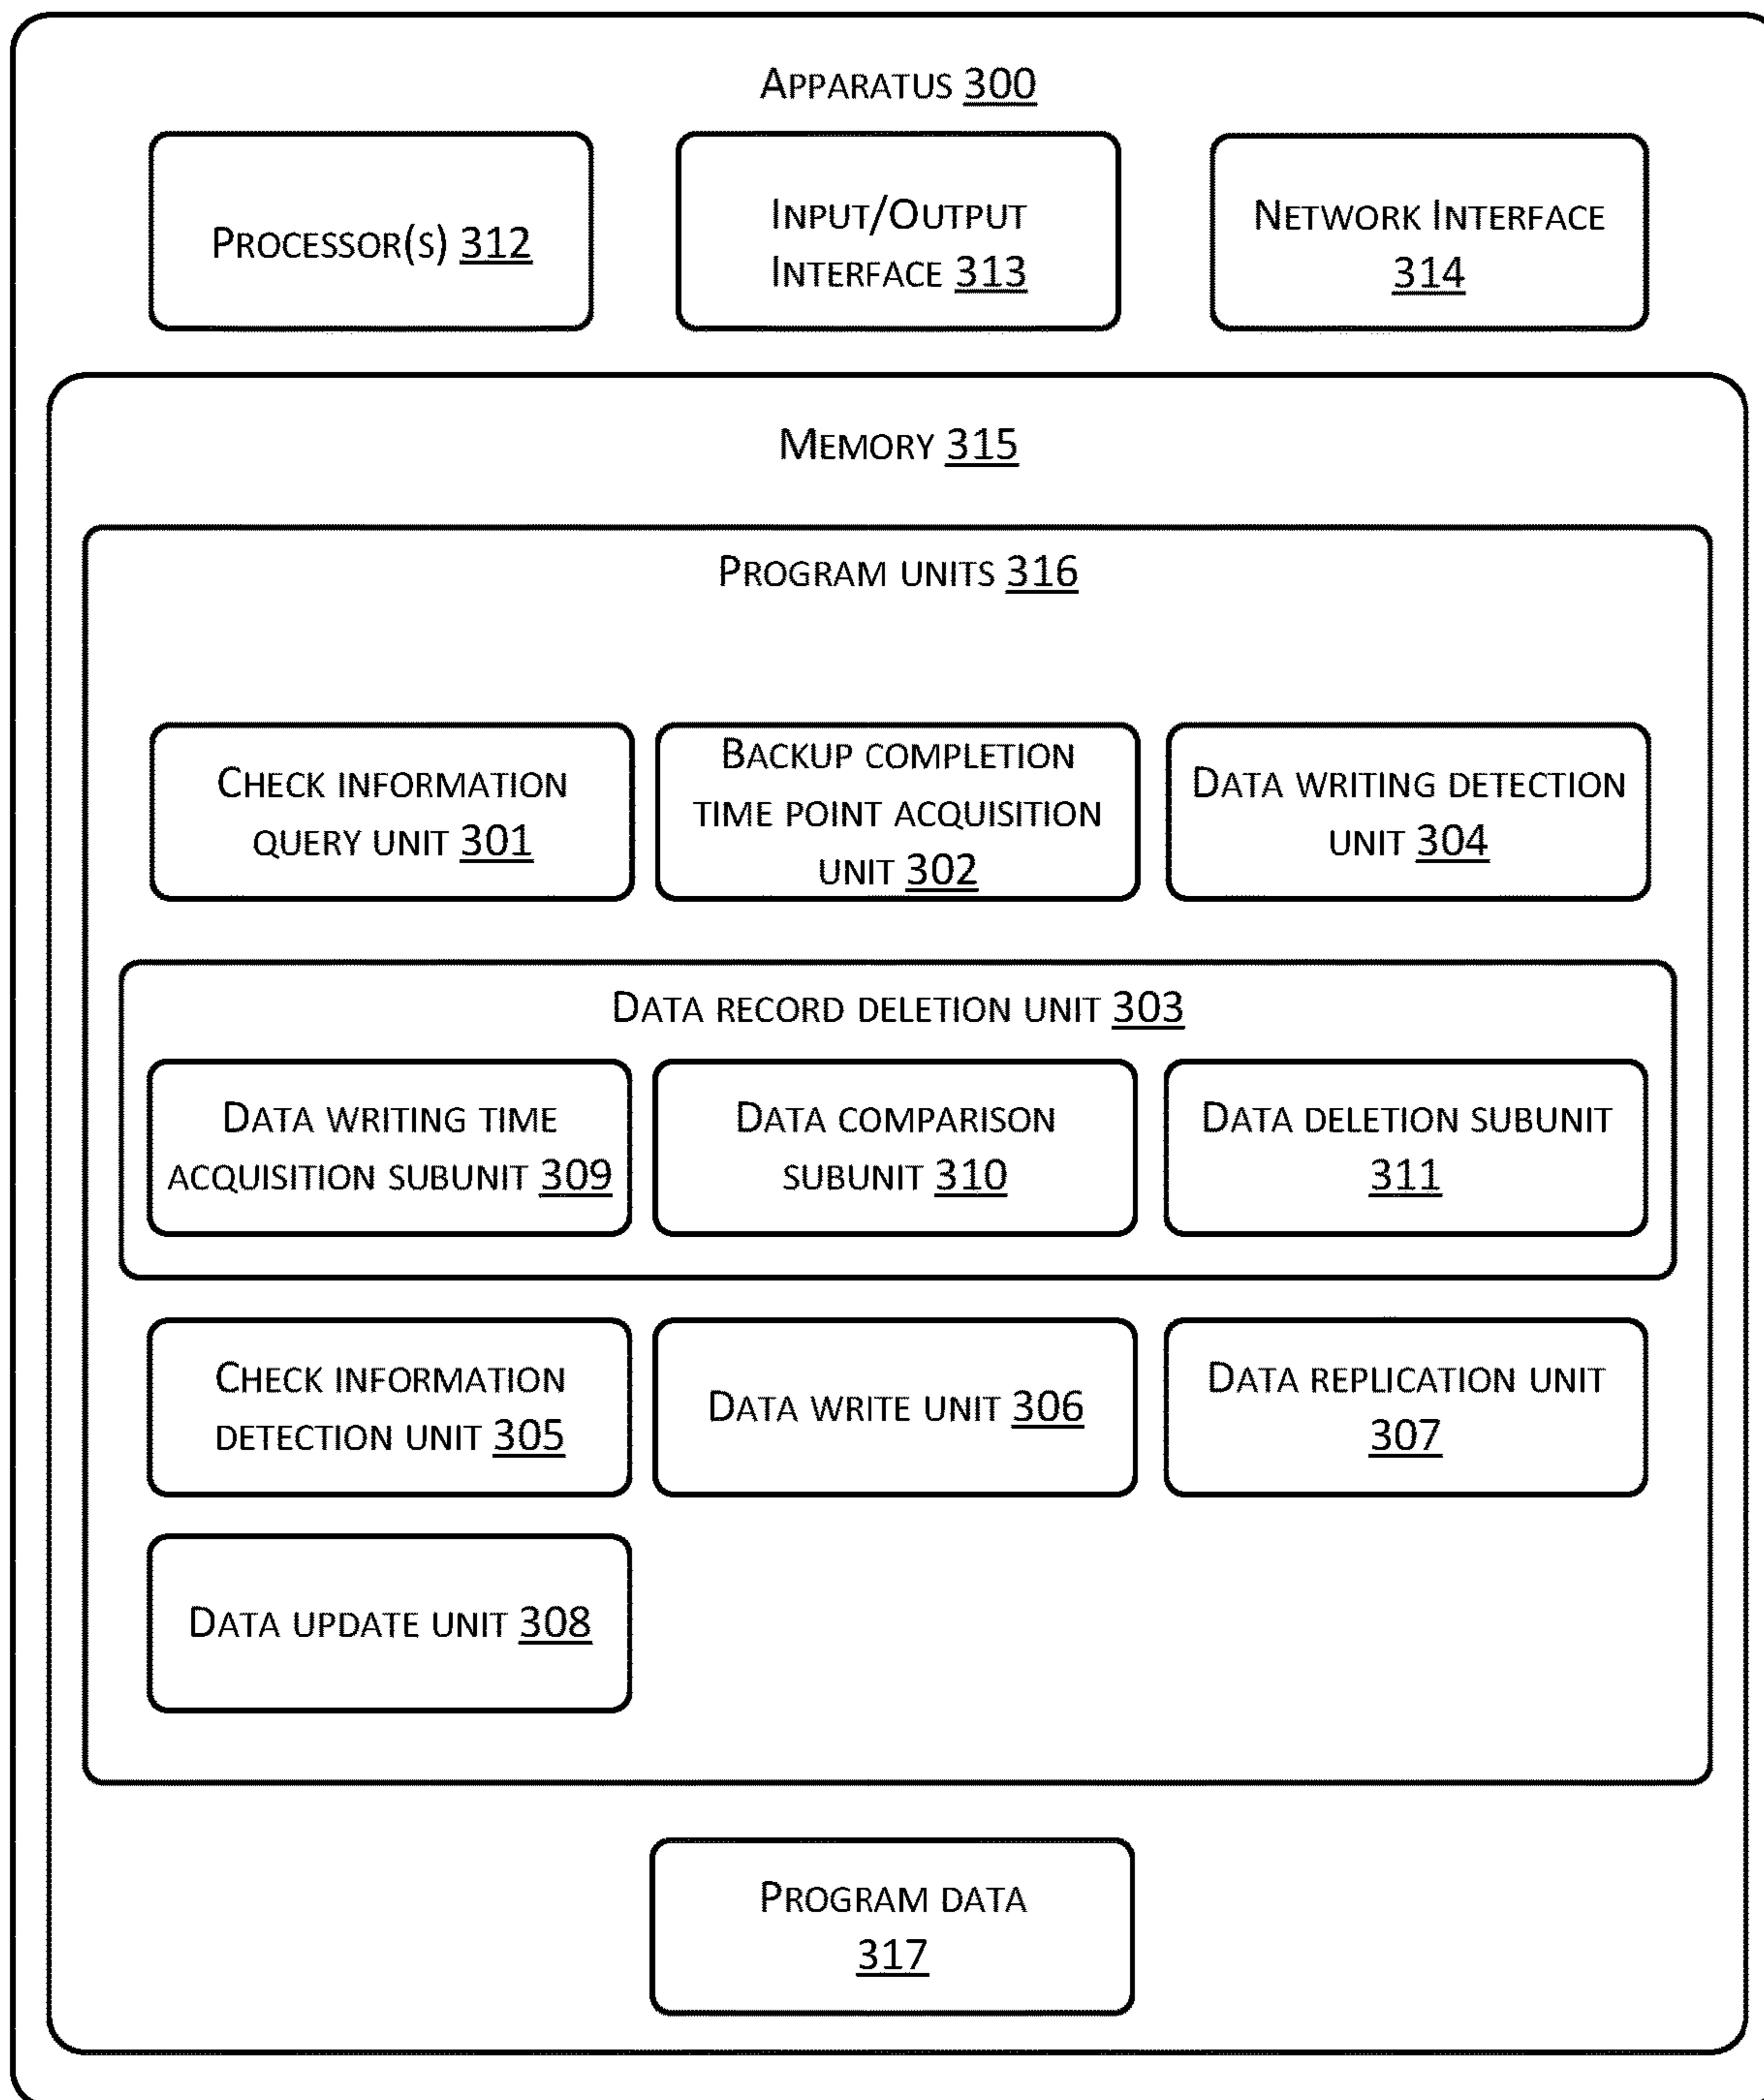 APPARATUS 300
PROCESSOR(S) 312
INPUT/OUTPUT
INTERFACE 313
NETWORK INTERFACE
314
MEMORY 315
PROGRAM UNITS 316
CHECK INFORMATION
QUERY UNIT 301
BACKUP COMPLETION
TIME POINT ACQUISITION
UNIT 302
DATA WRITING DETECTION
UNIT 304
DATA RECORD DELETION UNIT 303
DATA WRITING TIME
ACQUISITION SUBUNIT 309
DATA COMPARISON
SUBUNIT 310
DATA DELETION SUBUNIT
311
CHECK INFORMATION
DETECTION UNIT 305
DATA WRITE UNIT 306
DATA REPLICATION UNIT
307
DATA UPDATE UNIT 308
PROGRAM DATA
317